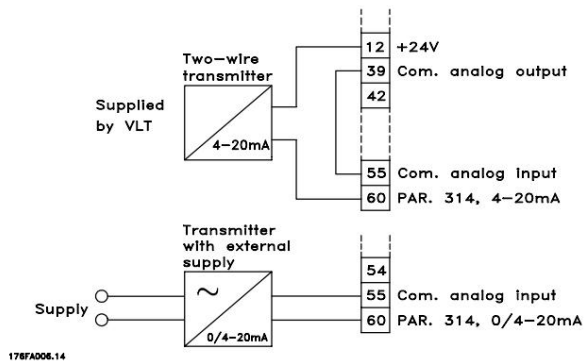 Two-wire
transmitter
Supplied
by VLT
4-20mA
12 +24V
39 Com. analog output
42
55 Com. analog input
60 PAR. 314, 4-20mA
Transmitter
with external
supply
Supply
~
0/4-20mA
54
55 Com. analog input
60 PAR. 314, 0/4-20mA
176FA006.14